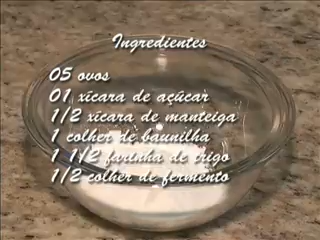 Ingredientes
05 ovos
01 xícara de açúcar
1/2 xícara de manteiga
1 colher de baunilha
1 1/2 farinha de trigo
1/2 colher de fermento